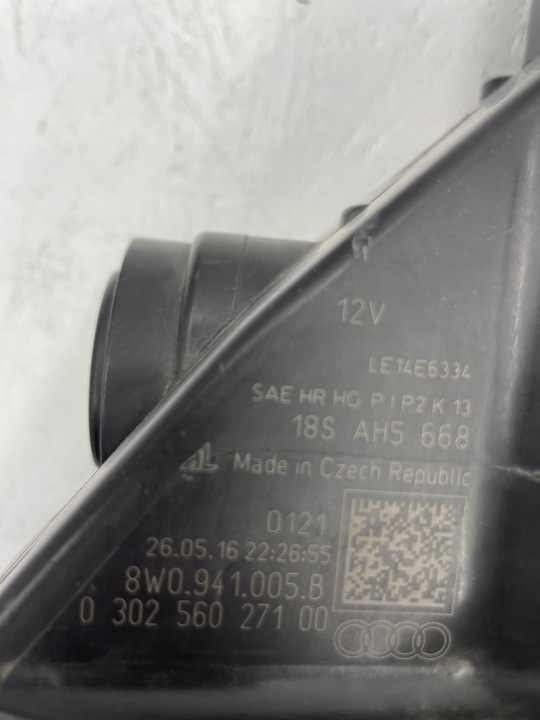 12V
LE14E6334
SAE HR HG P I P2 K 13
18S AH5 668
AL Made in Czech Republic
0121
26.05.16 22:26:55
8W0.941.005.B
0 302 560 271 00